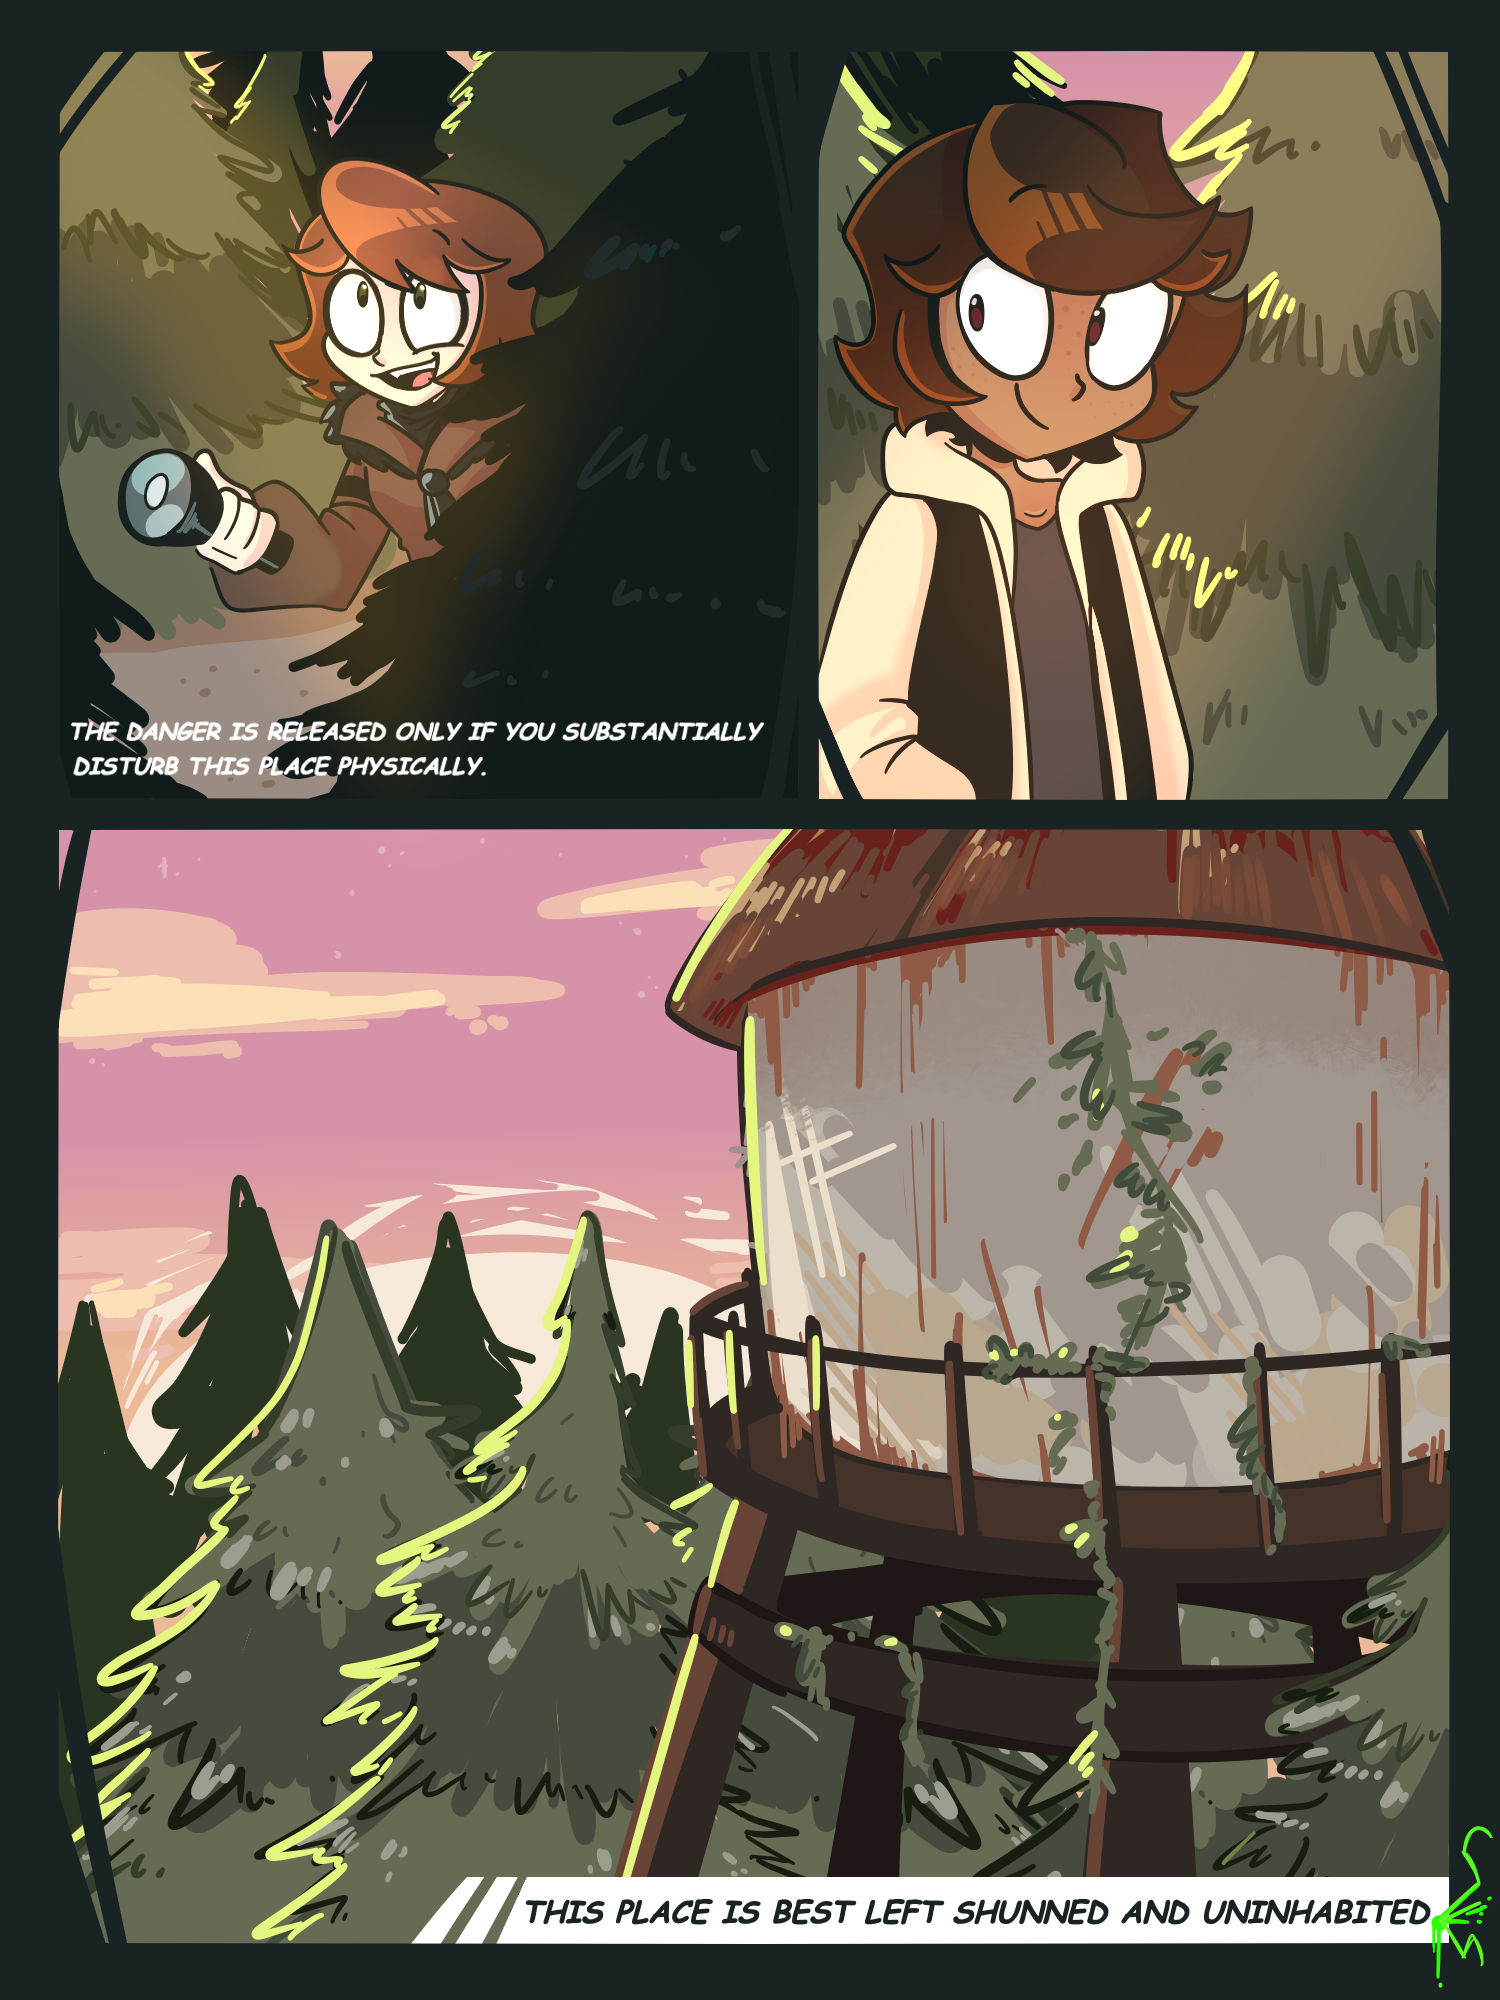 THE DANGER IS RELEASED ONLY IF YOU SUBSTANTIALLY
DISTURB THIS PLACE PHYSICALLY.
THIS PLACE IS BEST LEFT SHUNNED AND UNINHABITED